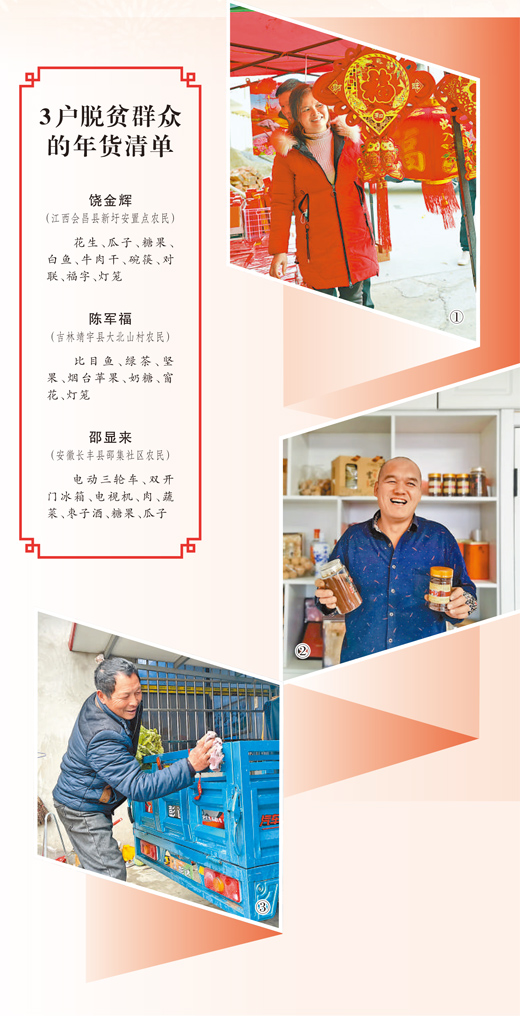 3户脱贫群众
的年货清单
饶金辉
(江西会昌县新圩安置点农民)
花生、瓜子、糖果、
白鱼、牛肉干、碗筷、对
联、福字、灯笼
陈军福
(吉林靖宇县大北山村农民)
比目鱼、绿茶、坚
果、烟台苹果、奶糖、窗
花、灯笼
邵显来
(安徽长丰县邵集社区农民)
电动三轮车、双开
门冰箱、电视机、肉、蔬
菜、枣子酒、糖果、瓜子
福
福
①
②
③